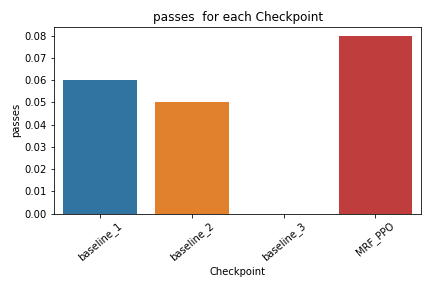 passes  for each Checkpoint
0.08
0.07
0.06
0.05
0.04
0.03
0.02
0.01
0.00
passes
baseline_1
baseline_2
baseline_3
MRF_PPO
Checkpoint